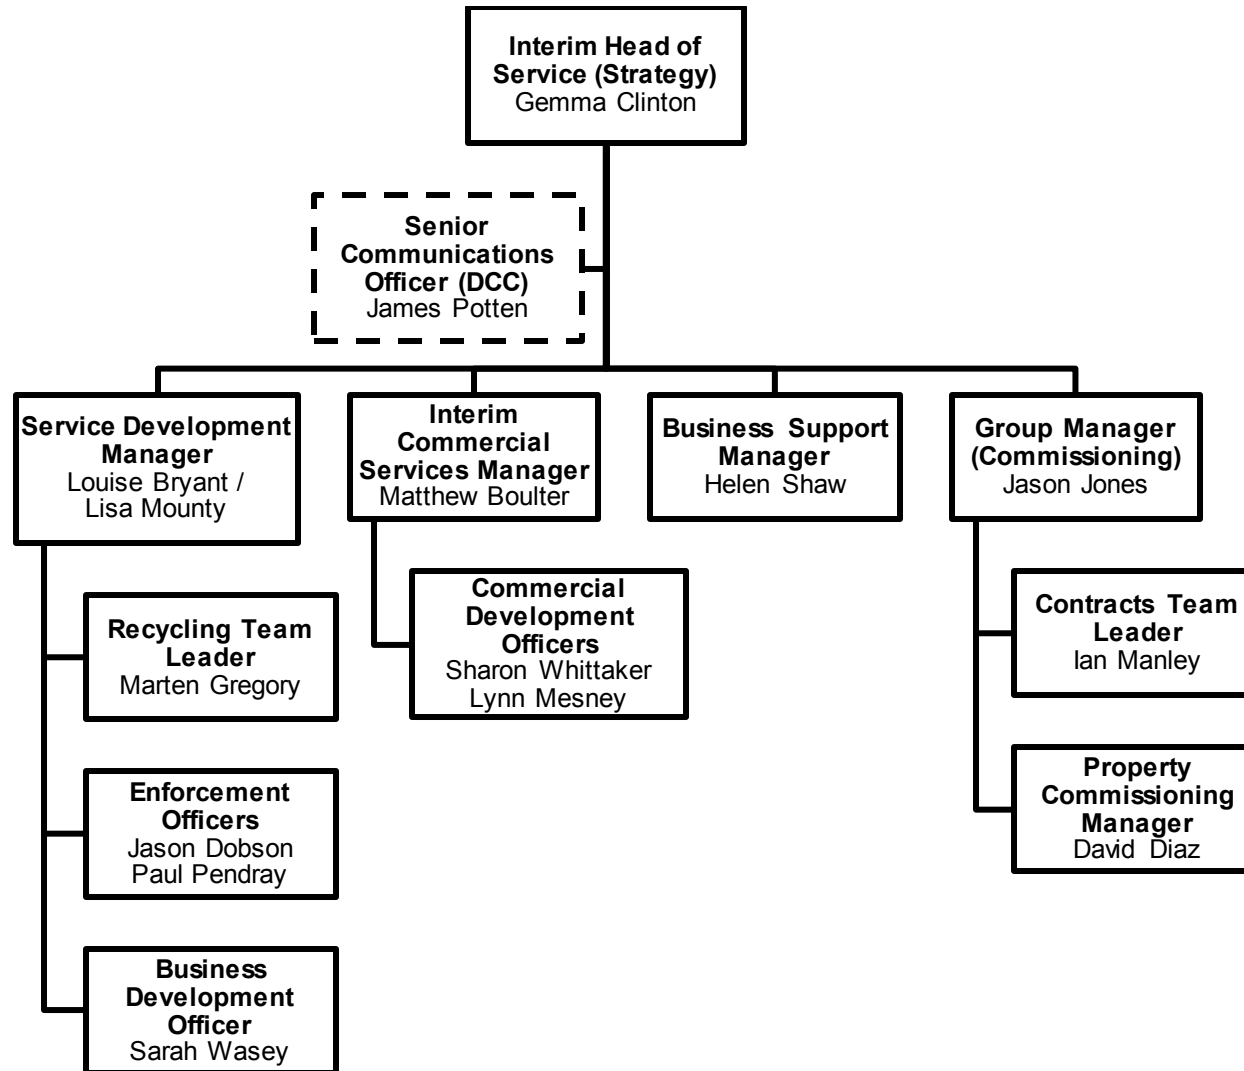 Interim Head of
Service (Strategy)
Gemma Clinton
Senior
Communications
Officer (DCC)
James Potten
Service Development
Manager
Louise Bryant /
Lisa Mounty
Interim
Commercial
Services Manager
Matthew Boulter
Business Support
Manager
Helen Shaw
Group Manager
(Commissioning)
Jason Jones
Recycling Team
Leader
Marten Gregory
Commercial
Development
Officers
Sharon Whittaker
Lynn Mesney
Contracts Team
Leader
Ian Manley
Enforcement
Officers
Jason Dobson
Paul Pendray
Property
Commissioning
Manager
David Diaz
Business
Development
Officer
Sarah Wasey